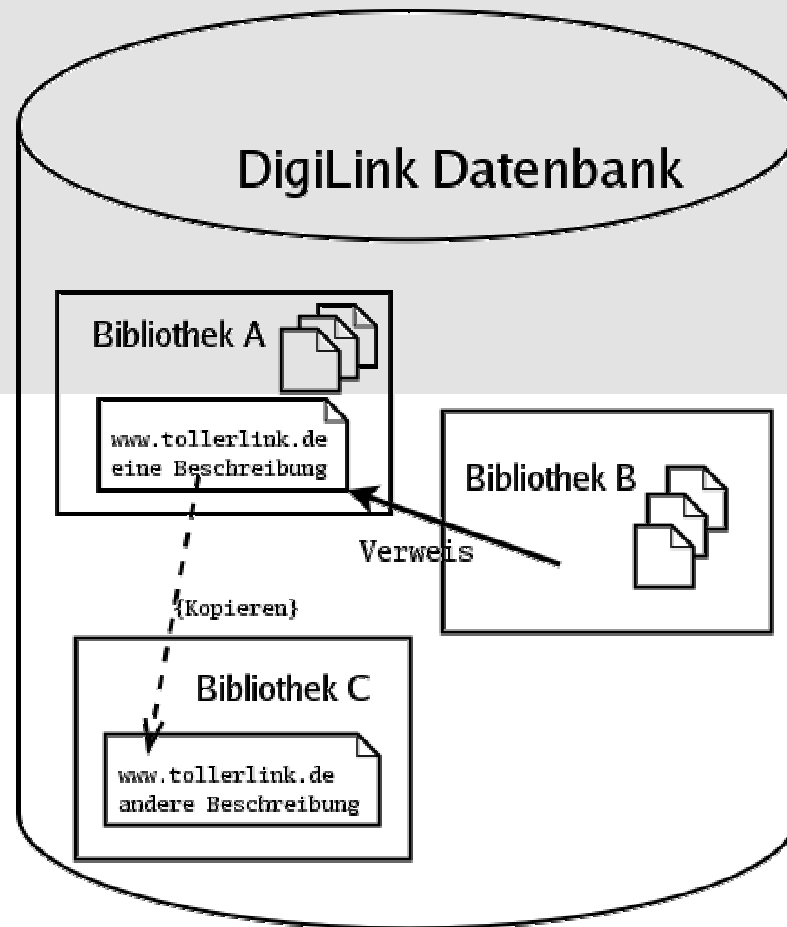 DigiLink Datenbank
Bibliothek A
www.tollerlink.de
eine Beschreibung
Bibliothek B
Verweis
{Kopieren}
Bibliothek C
www.tollerlink.de
andere Beschreibung